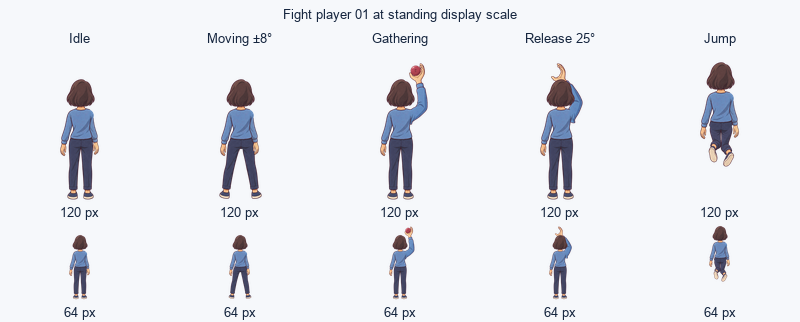 Fight player 01 at standing display scale
Idle
Moving ±8°
Gathering
Release 25°
Jump
120 px
120 px
120 px
120 px
120 px
64 px
64 px
64 px
64 px
64 px